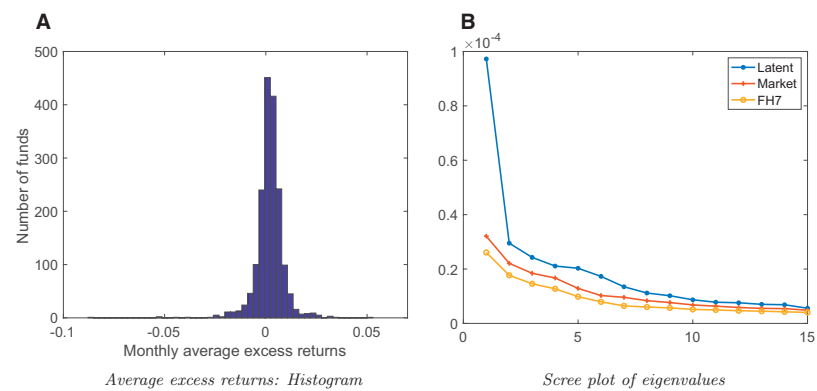 A
B
500
400
300
200
100
0
Number of funds
-0.1
-0.05
0
0.05
Monthly average excess returns
Average excess returns: Histogram
×10⁻⁴
1
0.8
0.6
0.4
0.2
0
Latent
Market
FH7
0
5
10
15
Scree plot of eigenvalues